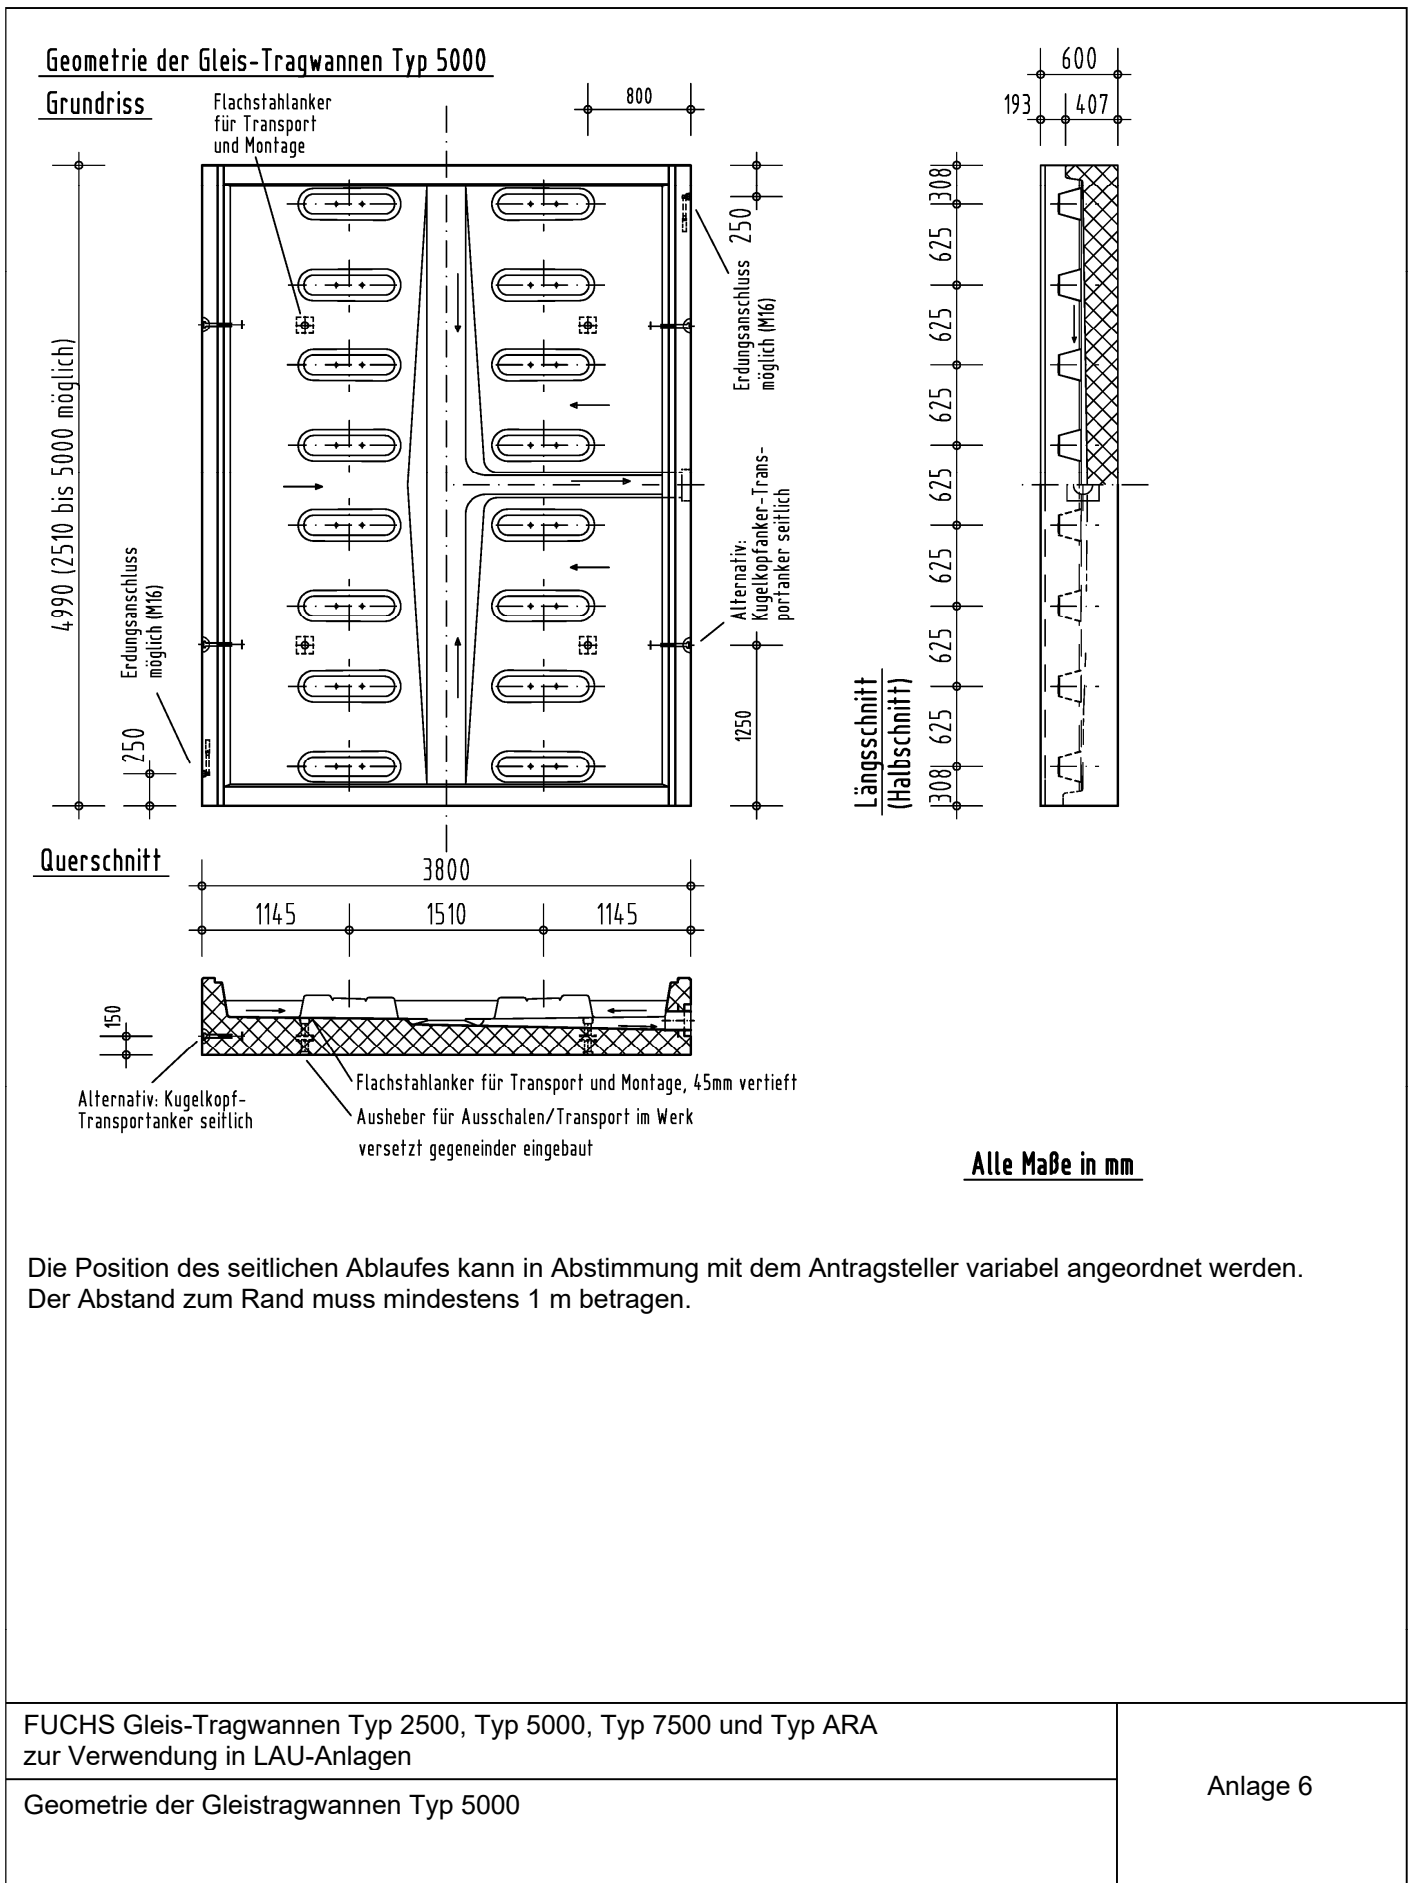 Geometrie der Gleis-Tragwannen Typ 5000
Grundriss
Flachstahlanker
für Transport
und Montage
800
600
193
407
4990 (2510 bis 5000 möglich)
250
Erdungsanschluss
möglich (M16)
Alternativ:
Kugelkopfanker-Trans-
portanker seitlich
1250
Erdungsanschluss
möglich (M16)
250
308
625
625
625
625
625
625
625
308
Längsschnitt
(Halbschnitt)
Querschnitt
3800
1145
1510
1145
150
Alternativ: Kugelkopf-
Transportanker seitlich
Flachstahlanker für Transport und Montage, 45mm vertieft
Ausheber für Ausschalen/Transport im Werk
versetzt gegeneinder eingebaut
Alle Maße in mm
Die Position des seitlichen Ablaufes kann in Abstimmung mit dem Antragsteller variabel angeordnet werden.
Der Abstand zum Rand muss mindestens 1 m betragen.
FUCHS Gleis-Tragwannen Typ 2500, Typ 5000, Typ 7500 und Typ ARA
zur Verwendung in LAU-Anlagen
Geometrie der Gleistragwannen Typ 5000
Anlage 6